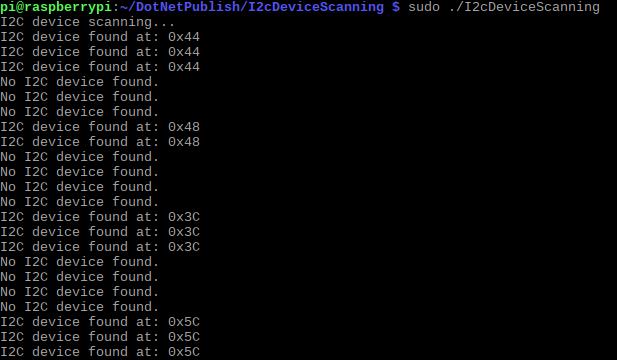 pi@raspberrypi:~/DotNetPublish/I2cDeviceScanning $ sudo ./I2cDeviceScanning
I2C device scanning...
I2C device found at: 0x44
I2C device found at: 0x44
I2C device found at: 0x44
No I2C device found.
No I2C device found.
No I2C device found.
I2C device found at: 0x48
I2C device found at: 0x48
No I2C device found.
No I2C device found.
No I2C device found.
No I2C device found.
I2C device found at: 0x3C
I2C device found at: 0x3C
I2C device found at: 0x3C
No I2C device found.
No I2C device found.
No I2C device found.
No I2C device found.
I2C device found at: 0x5C
I2C device found at: 0x5C
I2C device found at: 0x5C